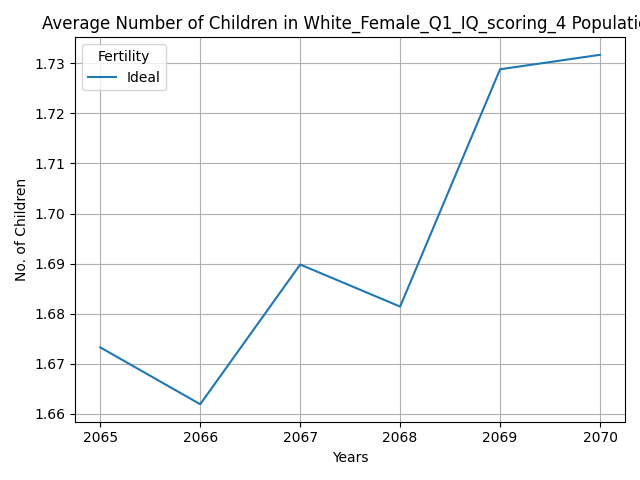 Average Number of Children in White_Female_Q1_IQ_scoring_4 Populatio
Fertility
Ideal
No. of Children
1.73
1.72
1.71
1.70
1.69
1.68
1.67
1.66
2065 2066 2067 2068 2069 2070
Years